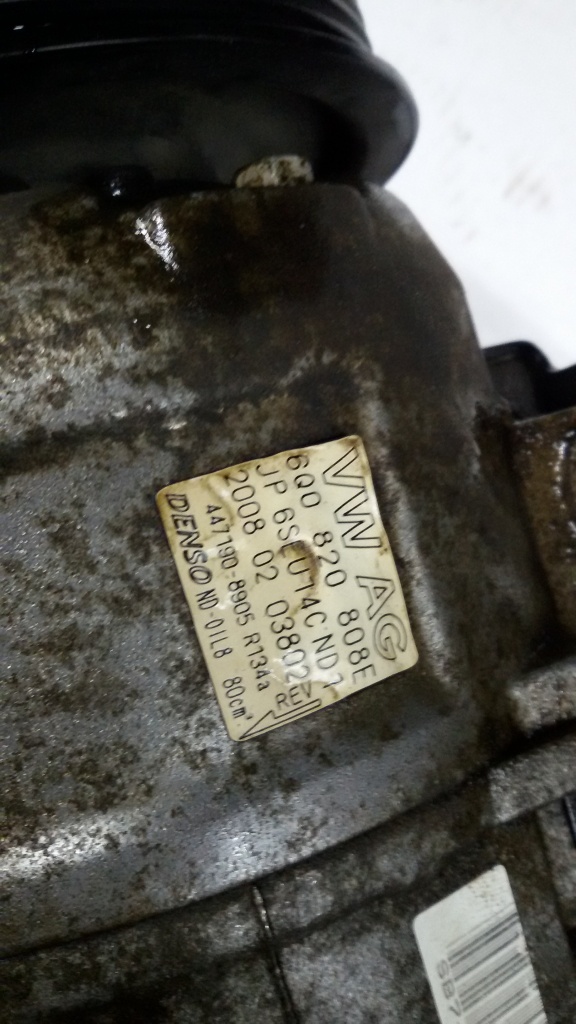 VW AG
6Q0 820 808E
JP 6SEU14C ND1
2008 02 03802 REV
447190-8905 R134a
DENSO ND-OIL8 80cm³
SB7